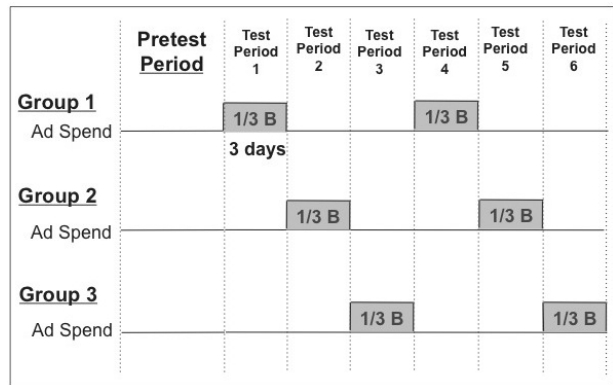 Pretest Period
Test Period 1
Test Period 2
Test Period 3
Test Period 4
Test Period 5
Test Period 6
Group 1
1/3 B
1/3 B
Ad Spend
3 days
Group 2
1/3 B
1/3 B
Ad Spend
Group 3
1/3 B
1/3 B
Ad Spend